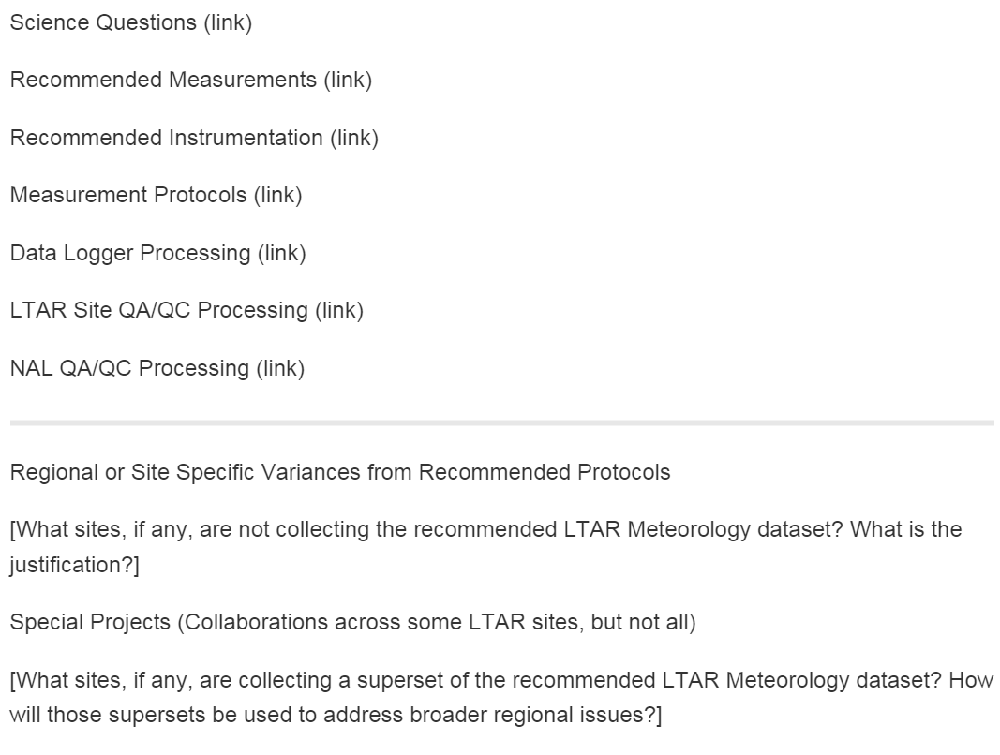 Science Questions (link)
Recommended Measurements (link)
Recommended Instrumentation (link)
Measurement Protocols (link)
Data Logger Processing (link)
LTAR Site QA/QC Processing (link)
NAL QA/QC Processing (link)
Regional or Site Specific Variances from Recommended Protocols
[What sites, if any, are not collecting the recommended LTAR Meteorology dataset? What is the
justification?]
Special Projects (Collaborations across some LTAR sites, but not all)
[What sites, if any, are collecting a superset of the recommended LTAR Meteorology dataset? How
will those supersets be used to address broader regional issues?]